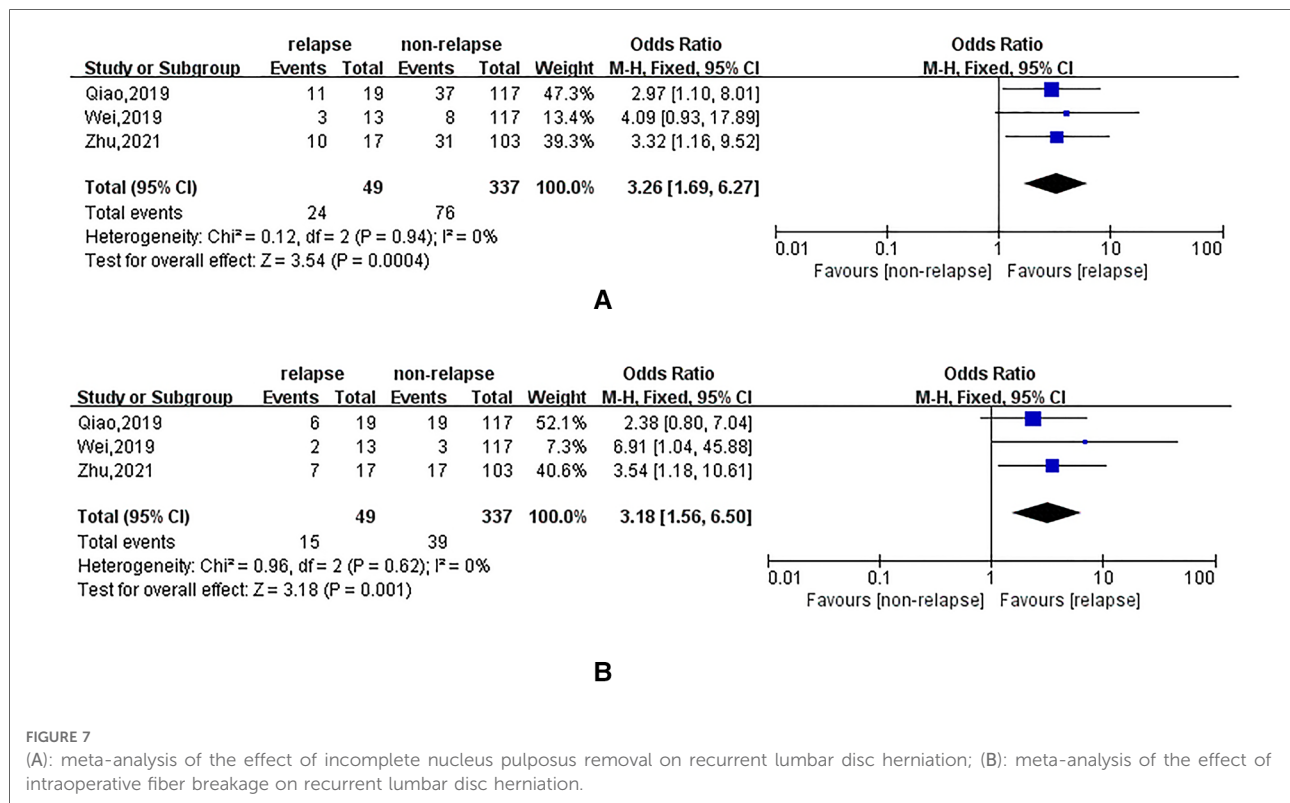 relapse non-relapse Odds Ratio Odds Ratio
Study or Subgroup Events Total Events Total Weight M-H, Fixed, 95% CI M-H, Fixed, 95% CI
Qiao,2019 11 19 37 117 47.3% 2.97 [1.10, 8.01]
Wei,2019 3 13 8 117 13.4% 4.09 [0.93, 17.89]
Zhu,2021 10 17 31 103 39.3% 3.32 [1.16, 9.52]
Total (95% CI) 49 337 100.0% 3.26 [1.69, 6.27]
Total events 24 76
Heterogeneity: Chi² = 0.12, df = 2 (P = 0.94); I² = 0%
Test for overall effect: Z = 3.54 (P = 0.0004)
0.01 0.1 1 10 100
Favours [non-relapse] Favours [relapse]
A
relapse non-relapse Odds Ratio Odds Ratio
Study or Subgroup Events Total Events Total Weight M-H, Fixed, 95% CI M-H, Fixed, 95% CI
Qiao,2019 6 19 19 117 52.1% 2.38 [0.80, 7.04]
Wei,2019 2 13 3 117 7.3% 6.91 [1.04, 45.88]
Zhu,2021 7 17 17 103 40.6% 3.54 [1.18, 10.61]
Total (95% CI) 49 337 100.0% 3.18 [1.56, 6.50]
Total events 15 39
Heterogeneity: Chi² = 0.96, df = 2 (P = 0.62); I² = 0%
Test for overall effect: Z = 3.18 (P = 0.001)
0.01 0.1 1 10 100
Favours [non-relapse] Favours [relapse]
B
FIGURE 7
(A): meta-analysis of the effect of incomplete nucleus pulposus removal on recurrent lumbar disc herniation; (B): meta-analysis of the effect of
intraoperative fiber breakage on recurrent lumbar disc herniation.